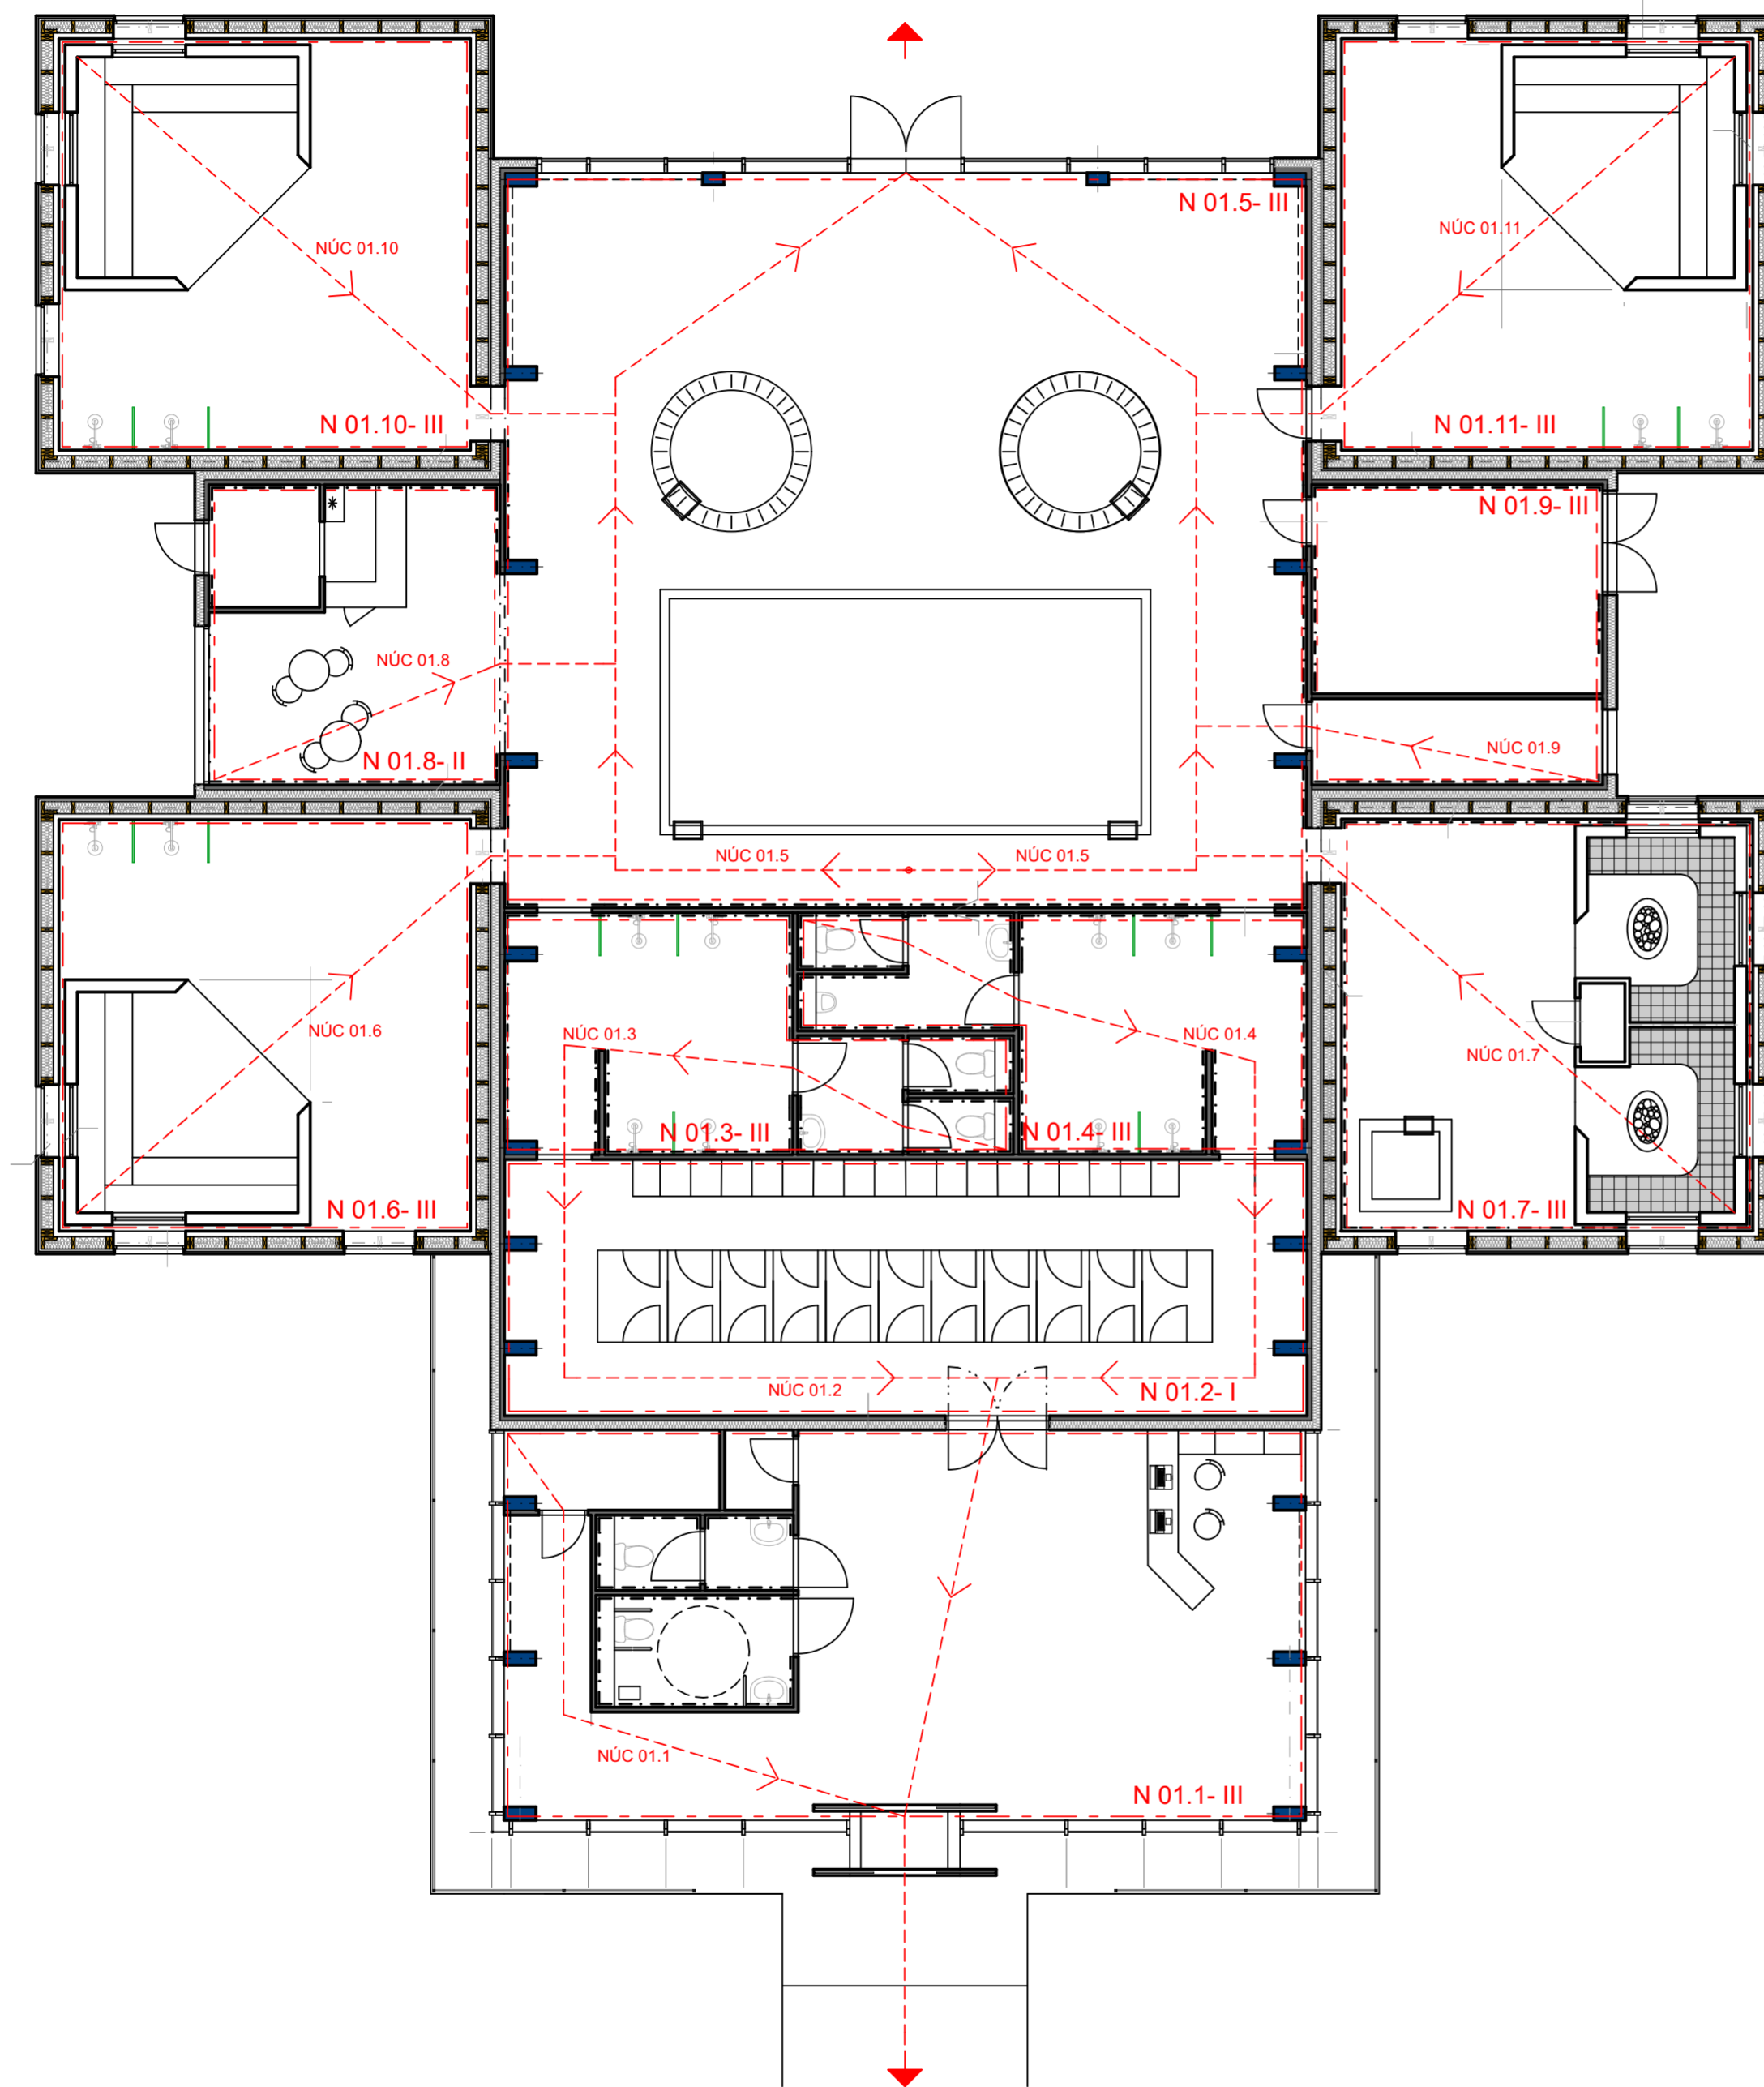 N 01.5- III
NÚC 01.10
NÚC 01.11
N 01.10- III
N 01.11- III
N 01.9- III
NÚC 01.8
N 01.8- II
NÚC 01.9
NÚC 01.5
NÚC 01.5
NÚC 01.6
NÚC 01.3
NÚC 01.4
NÚC 01.7
N 01.3- III
N 01.4- III
N 01.6- III
N 01.7- III
NÚC 01.2
N 01.2- I
NÚC 01.1
N 01.1- III